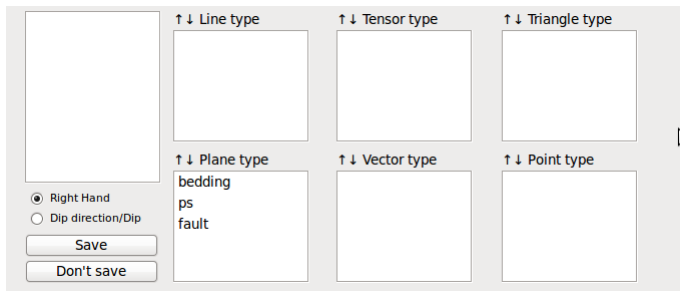 ↑↓ Line type
↑↓ Tensor type
↑↓ Triangle type
↑↓ Plane type
↑↓ Vector type
↑↓ Point type
bedding
ps
fault
Right Hand
Dip direction/Dip
Save
Don't save